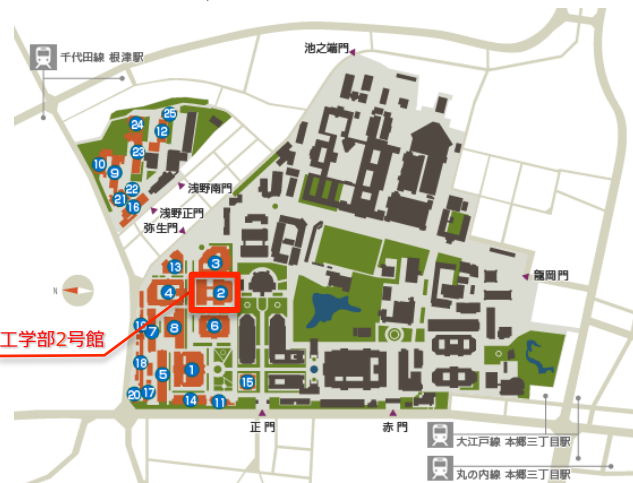 千代田線 根津駅
池之端門
25
24
12
23
10
9
22
21
16
浅野南門
浅野正門
弥生門
3
13
龍岡門
N
4
2
6
7
8
工学部2号館
18
5
1
15
20
17
14
11
正門
赤門
大江戸線 本郷三丁目駅
丸の内線 本郷三丁目駅